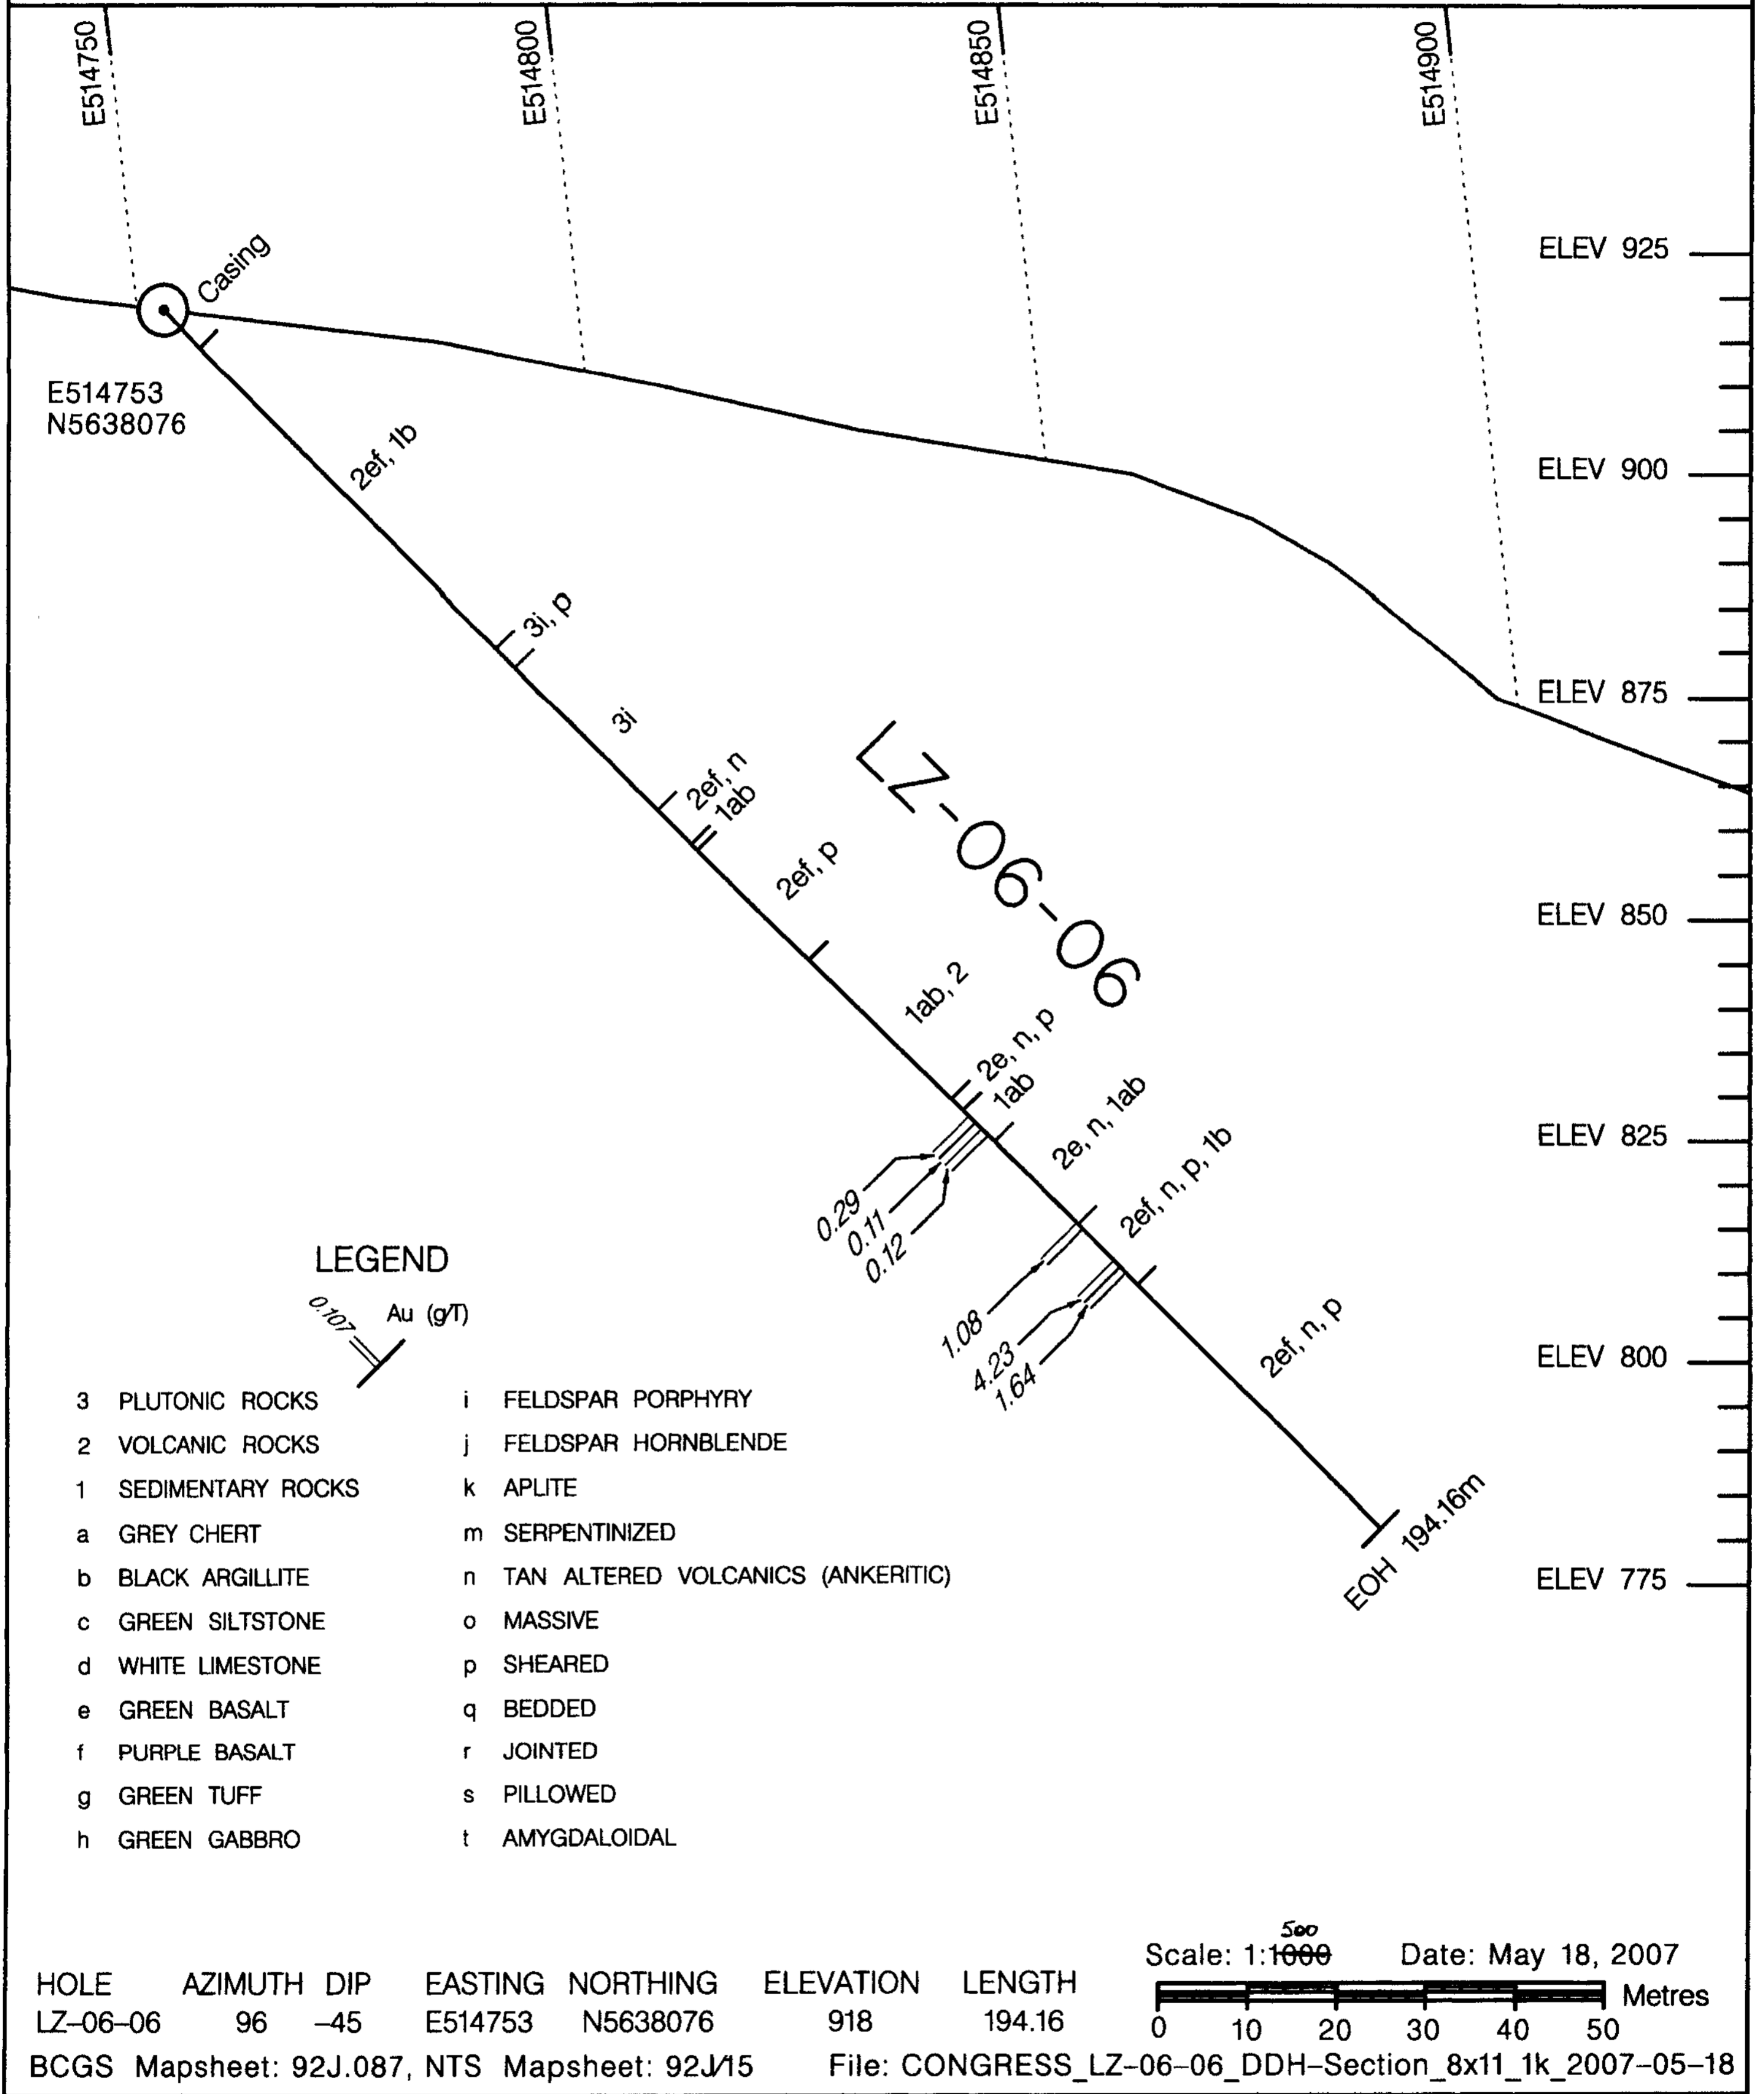 E514750
E514800
E514850
E514900
ELEV 925
Casing
E514753
N5638076
2ef, 1b
ELEV 900
3i, p
ELEV 875
3i
2ef, n
1ab
2ef, p
LZ-06-06
ELEV 850
1ab, 2
2e, n, p
1ab
2e, n, 1ab
ELEV 825
2ef, n, p, 1b
0.29
0.11
0.12
1.08
4.23
1.64
2ef, n, p
ELEV 800
EOH 194.16m
ELEV 775
LEGEND
0.107
Au (g/T)
3 PLUTONIC ROCKS
2 VOLCANIC ROCKS
1 SEDIMENTARY ROCKS
a GREY CHERT
b BLACK ARGILLITE
c GREEN SILTSTONE
d WHITE LIMESTONE
e GREEN BASALT
f PURPLE BASALT
g GREEN TUFF
h GREEN GABBRO
i FELDSPAR PORPHYRY
j FELDSPAR HORNBLENDE
k APLITE
m SERPENTINIZED
n TAN ALTERED VOLCANICS (ANKERITIC)
o MASSIVE
p SHEARED
q BEDDED
r JOINTED
s PILLOWED
t AMYGDALOIDAL
500
Scale: 1:1000 Date: May 18, 2007
Metres
0 10 20 30 40 50
HOLE AZIMUTH DIP EASTING NORTHING ELEVATION LENGTH
LZ-06-06 96 -45 E514753 N5638076 918 194.16
BCGS Mapsheet: 92J.087, NTS Mapsheet: 92J/15 File: CONGRESS_LZ-06-06_DDH-Section_8x11_1k_2007-05-18